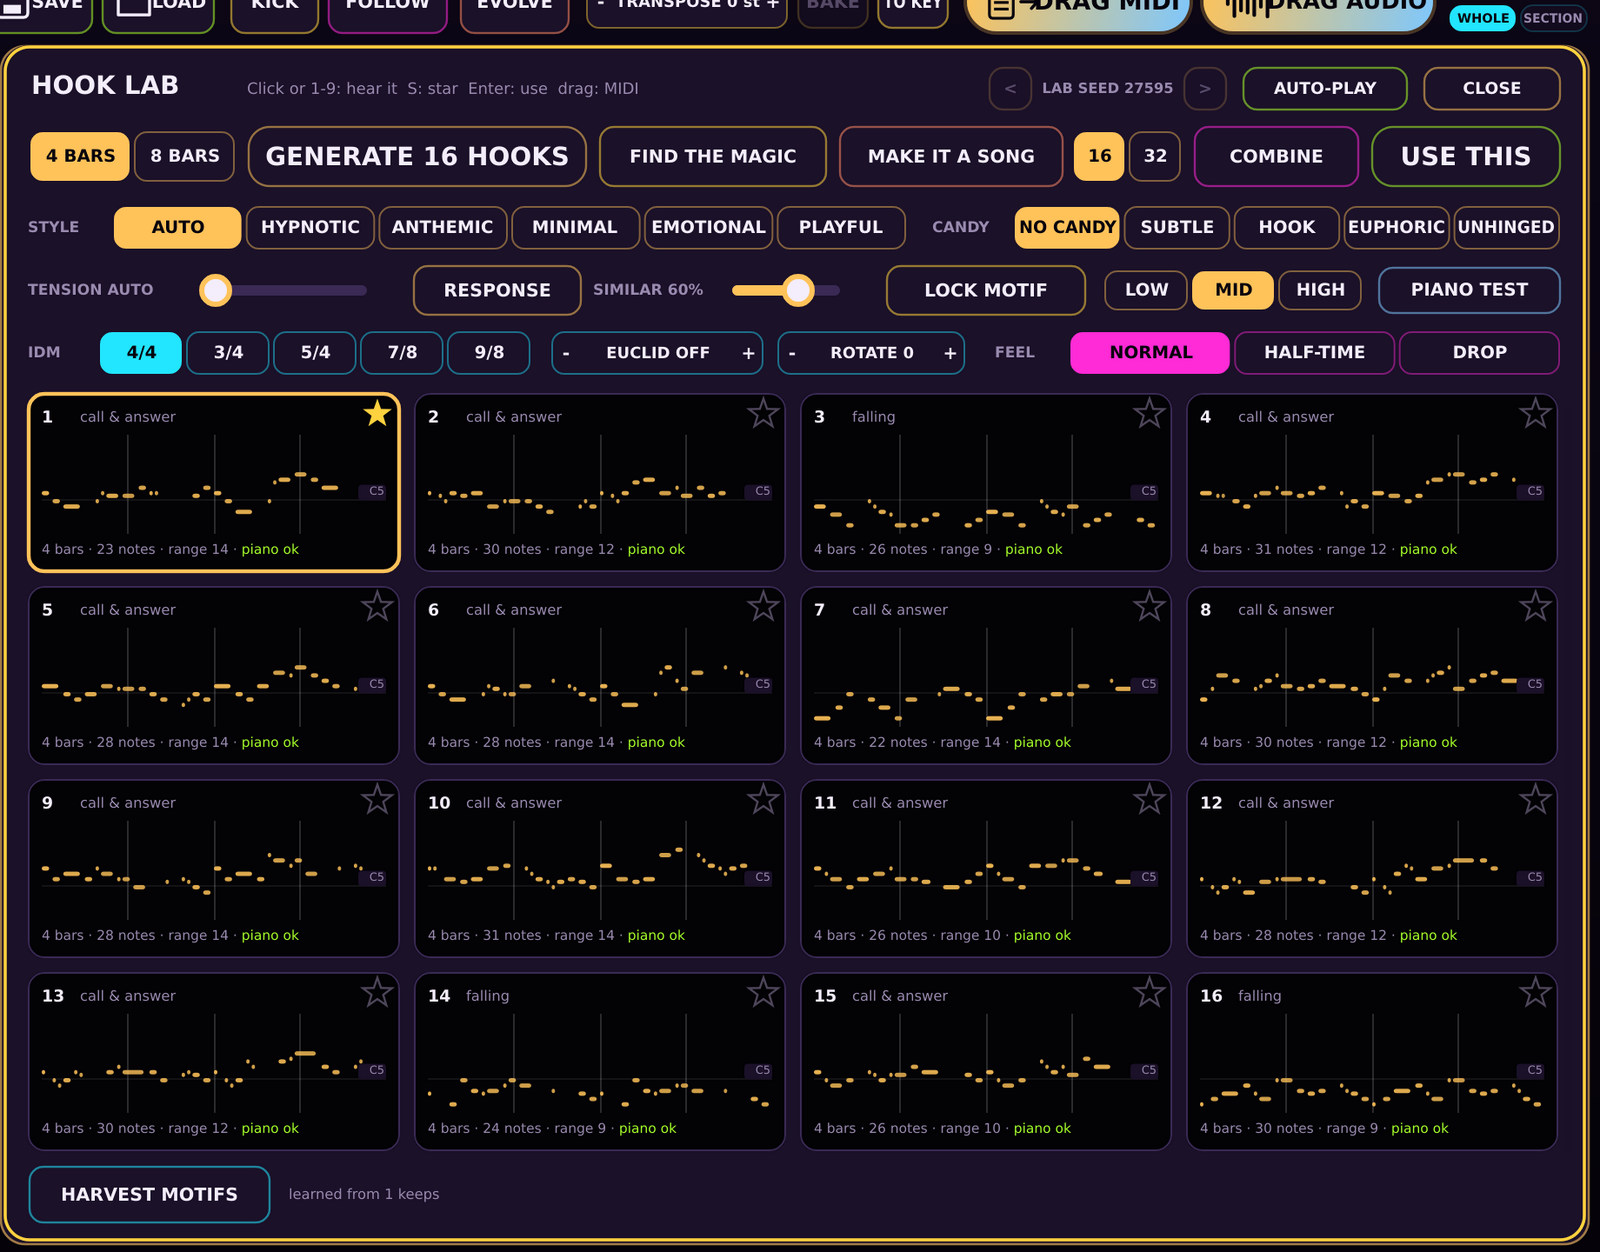 SAVE LOAD KICK FOLLOW EVOLVE - TRANSPOSE 0 st + BAKE TO KEY DRAG MIDI DRAG AUDIO WHOLE SECTION
HOOK LAB Click or 1-9: hear it S: star Enter: use drag: MIDI < LAB SEED 27595 > AUTO-PLAY CLOSE
4 BARS 8 BARS GENERATE 16 HOOKS FIND THE MAGIC MAKE IT A SONG 16 32 COMBINE USE THIS
STYLE AUTO HYPNOTIC ANTHEMIC MINIMAL EMOTIONAL PLAYFUL CANDY NO CANDY SUBTLE HOOK EUPHORIC UNHINGED
TENSION AUTO RESPONSE SIMILAR 60% LOCK MOTIF LOW MID HIGH PIANO TEST
IDM 4/4 3/4 5/4 7/8 9/8 - EUCLID OFF + - ROTATE 0 + FEEL NORMAL HALF-TIME DROP
1 call & answer
C5
4 bars · 23 notes · range 14 · piano ok
2 call & answer
C5
4 bars · 30 notes · range 12 · piano ok
3 falling
C5
4 bars · 26 notes · range 9 · piano ok
4 call & answer
C5
4 bars · 31 notes · range 12 · piano ok
5 call & answer
C5
4 bars · 28 notes · range 14 · piano ok
6 call & answer
C5
4 bars · 28 notes · range 14 · piano ok
7 call & answer
C5
4 bars · 22 notes · range 14 · piano ok
8 call & answer
C5
4 bars · 30 notes · range 12 · piano ok
9 call & answer
C5
4 bars · 28 notes · range 14 · piano ok
10 call & answer
C5
4 bars · 31 notes · range 14 · piano ok
11 call & answer
C5
4 bars · 26 notes · range 10 · piano ok
12 call & answer
C5
4 bars · 28 notes · range 12 · piano ok
13 call & answer
C5
4 bars · 30 notes · range 12 · piano ok
14 falling
C5
4 bars · 24 notes · range 9 · piano ok
15 call & answer
C5
4 bars · 26 notes · range 10 · piano ok
16 falling
C5
4 bars · 30 notes · range 9 · piano ok
HARVEST MOTIFS learned from 1 keeps